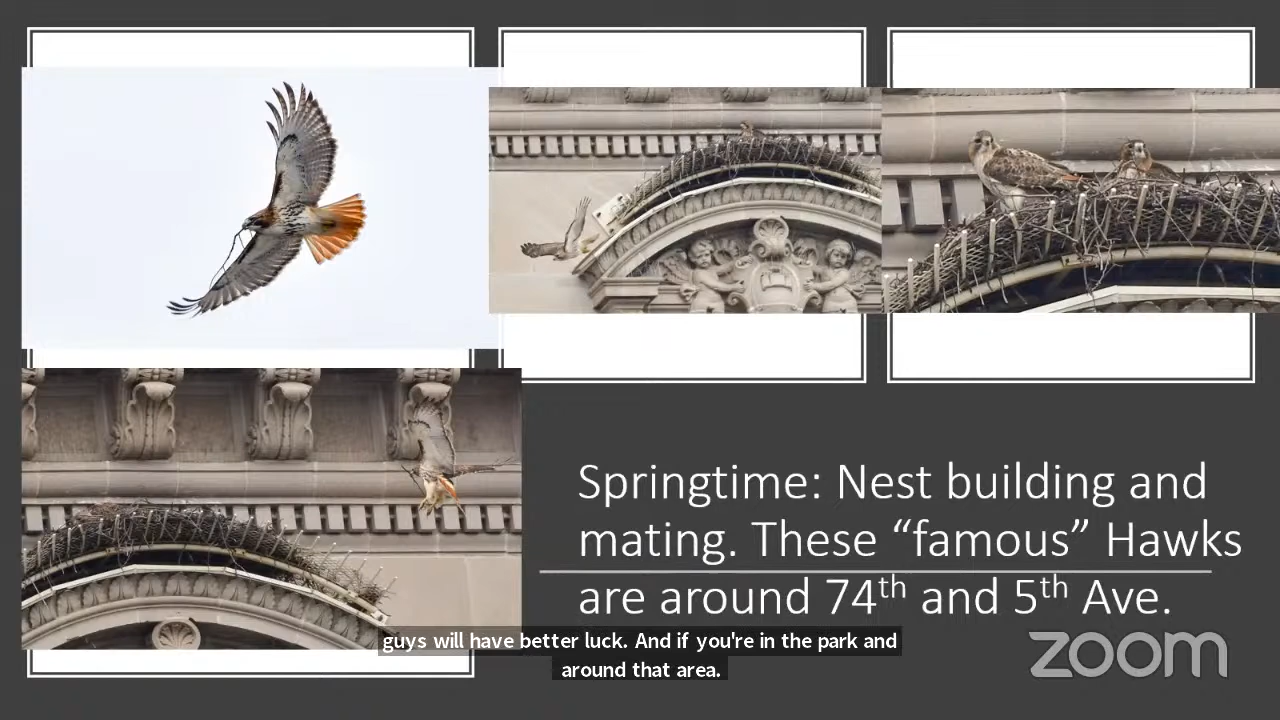 Springtime: Nest building and
mating. These “famous” Hawks
are around 74th and 5th Ave.
guys will have better luck. And if you're in the park and
around that area.
zoom